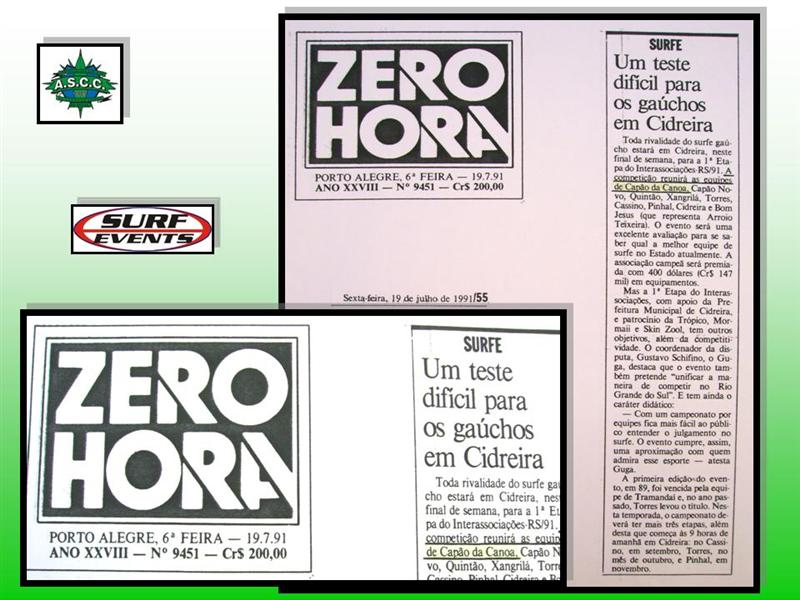 A.S.C.C.
SURF
EVENTS
ZERO
HORA
PORTO ALEGRE, 6ª FEIRA — 19.7.91
ANO XXVIII — Nº 9451 — Cr$ 200,00
Sexta-feira, 19 de julho de 1991/55
SURFE
Um teste
difícil para
os gaúchos
em Cidreira
Toda rivalidade do surfe gaú-
cho estará em Cidreira, neste
final de semana, para a 1ª Eta-
pa do Interassociações-RS/91. A
competição reunirá as equipes
de Capão da Canoa, Capão No-
vo, Quintão, Xangrilá, Torres,
Cassino, Pinhal, Cidreira e Bom
Jesus (que representa Arroio
Teixeira). O evento será uma
excelente avaliação para se sa-
ber qual a melhor equipe de
surfe no Estado atualmente. A
associação campeã será premia-
da com 400 dólares (Cr$ 147
mil) em equipamentos.
Mas a 1ª Etapa do Interas-
sociações, com apoio da Pre-
feitura Municipal de Cidreira,
e patrocínio da Trópico, Mor-
maii e Skin Zool, tem outros
objetivos, além da competiti-
vidade. O coordenador da dis-
puta, Gustavo Schifino, o Gu-
ga, destaca que o evento tam-
bém pretende "unificar a ma-
neira de competir no Rio
Grande do Sul". E tem ainda o
caráter didático:
— Com um campeonato por
equipes fica mais fácil ao públi-
co entender o julgamento no
surfe. O evento cumpre, assim,
uma aproximação com quem
admira esse esporte — atesta
Guga.
A primeira edição do even-
to, em 89, foi vencida pela equi-
pe de Tramandaí e, no ano pas-
sado, Torres levou o título. Nes-
ta temporada, o campeonato de-
verá ter mais três etapas, além
desta que começa às 9 horas de
amanhã em Cidreira: no Cassi-
no, em setembro, Torres, no
mês de outubro, e Pinhal, em
novembro.
ZERO
HORA
PORTO ALEGRE, 6ª FEIRA — 19.7.91
ANO XXVIII — Nº 9451 — Cr$ 200,00
SURFE
Um teste
difícil para
os gaúchos
em Cidreira
Toda rivalidade do surfe ga
cho estará em Cidreira, nest
final de semana, para a 1ª Et
pa do Interassociações-RS/91.
competição reunirá as equip
de Capão da Canoa, Capão N
vo, Quintão, Xangrilá, Torr
Cassino, Pinhal, Cidreira e B